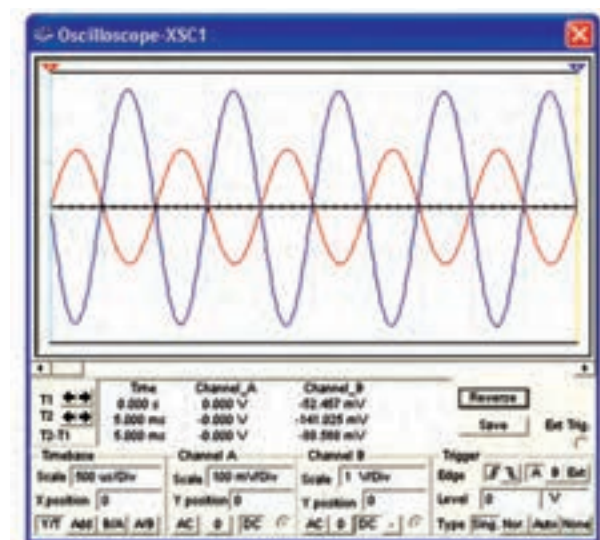 Oscilloscope-XSC1
Time Channel_A Channel_B
T1 0.000 s 0.000 V -52.467 mV
T2 5.000 ms -0.000 V -141.025 mV
T2-T1 5.000 ms -0.000 V -88.558 mV
Reverse
Save
Ext Trig.
Timebase Channel A Channel B Trigger
Scale 500 us/Div Scale 100 mV/Div Scale 1 V/Div Edge A B Ext
X position 0 Y position 0 Y position 0 Level 0 V
Y/T Add B/A A/B AC 0 DC AC 0 DC - Type Sing. Nor. Auto None